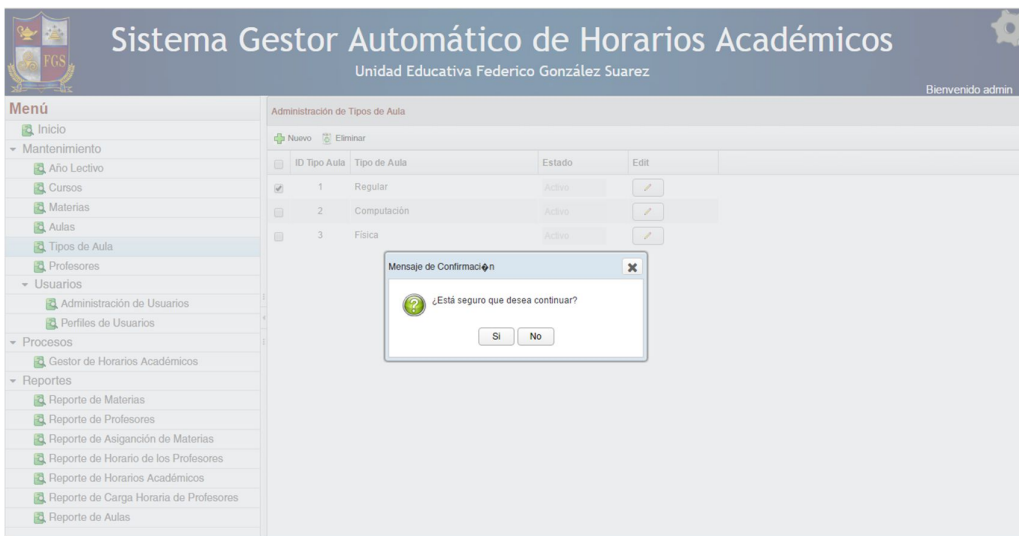 FGS
Sistema Gestor Automático de Horarios Académicos
Unidad Educativa Federico González Suarez
Bienvenido admin
Menú
Inicio
Mantenimiento
Año Lectivo
Cursos
Materias
Aulas
Tipos de Aula
Profesores
Usuarios
Administración de Usuarios
Perfiles de Usuarios
Procesos
Gestor de Horarios Académicos
Reportes
Reporte de Materias
Reporte de Profesores
Reporte de Asiganción de Materias
Reporte de Horario de los Profesores
Reporte de Horarios Académicos
Reporte de Carga Horaria de Profesores
Reporte de Aulas
Administración de Tipos de Aula
Nuevo Eliminar
ID Tipo Aula Tipo de Aula Estado Edit
1 Regular Activo
2 Computación Activo
3 Física Activo
Mensaje de Confirmaci�n
¿Está seguro que desea continuar?
Si No